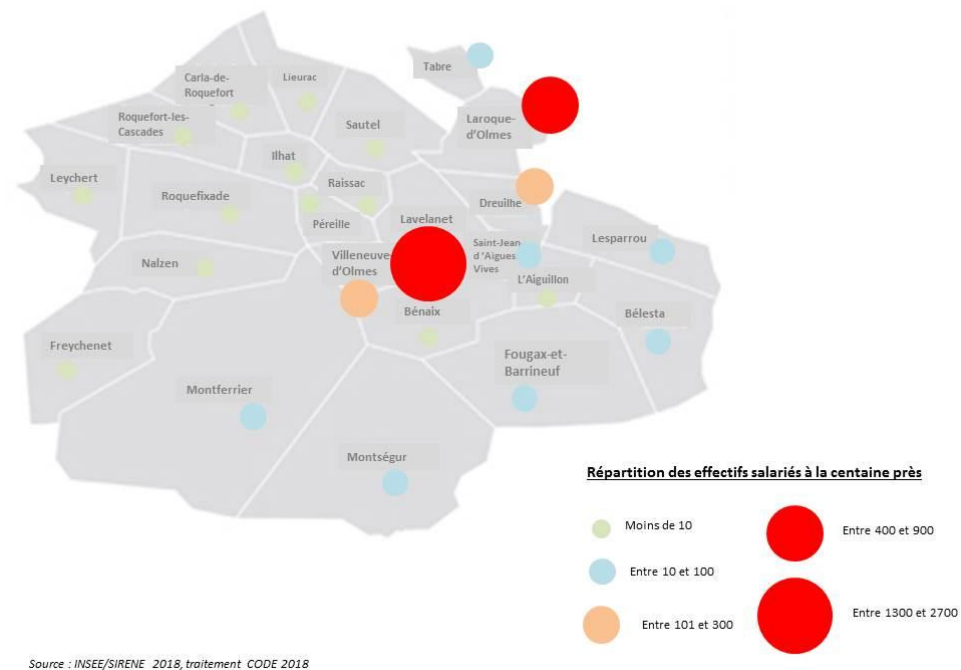 Tabre
Carla-de-
Roquefort
Lieurac
Roquefort-les-
Cascades
Sautel
Laroque-
d'Olmes
Ilhat
Leychert
Raissac
Roquefixade
Dreuilhe
Péreille
Lavelanet
Lesparrou
Saint-Jean
d'Aigues
Vives
Villeneuve
d'Olmes
Nalzen
L'Aiguillon
Bénaix
Bélesta
Freychenet
Fougax-et-
Barrineuf
Montferrier
Montségur
Répartition des effectifs salariés à la centaine près
Moins de 10
Entre 400 et 900
Entre 10 et 100
Entre 1300 et 2700
Entre 101 et 300
Source : INSEE/SIRENE 2018, traitement CODE 2018